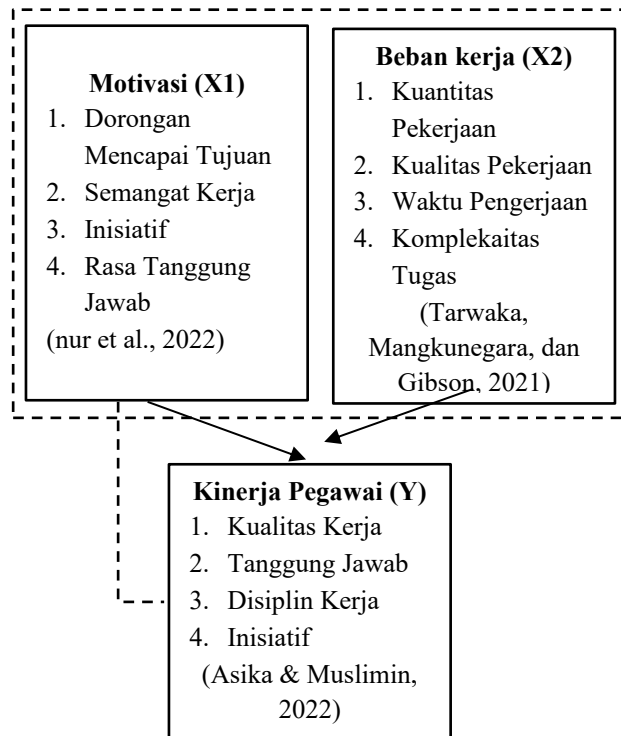 Motivasi (X1)
1. Dorongan
Mencapai Tujuan
2. Semangat Kerja
3. Inisiatif
4. Rasa Tanggung
Jawab
(nur et al., 2022)
Beban kerja (X2)
1. Kuantitas
Pekerjaan
2. Kualitas Pekerjaan
3. Waktu Pengerjaan
4. Komplekaitas
Tugas
(Tarwaka,
Mangkunegara, dan
Gibson, 2021)
Kinerja Pegawai (Y)
1. Kualitas Kerja
2. Tanggung Jawab
3. Disiplin Kerja
4. Inisiatif
(Asika & Muslimin,
2022)